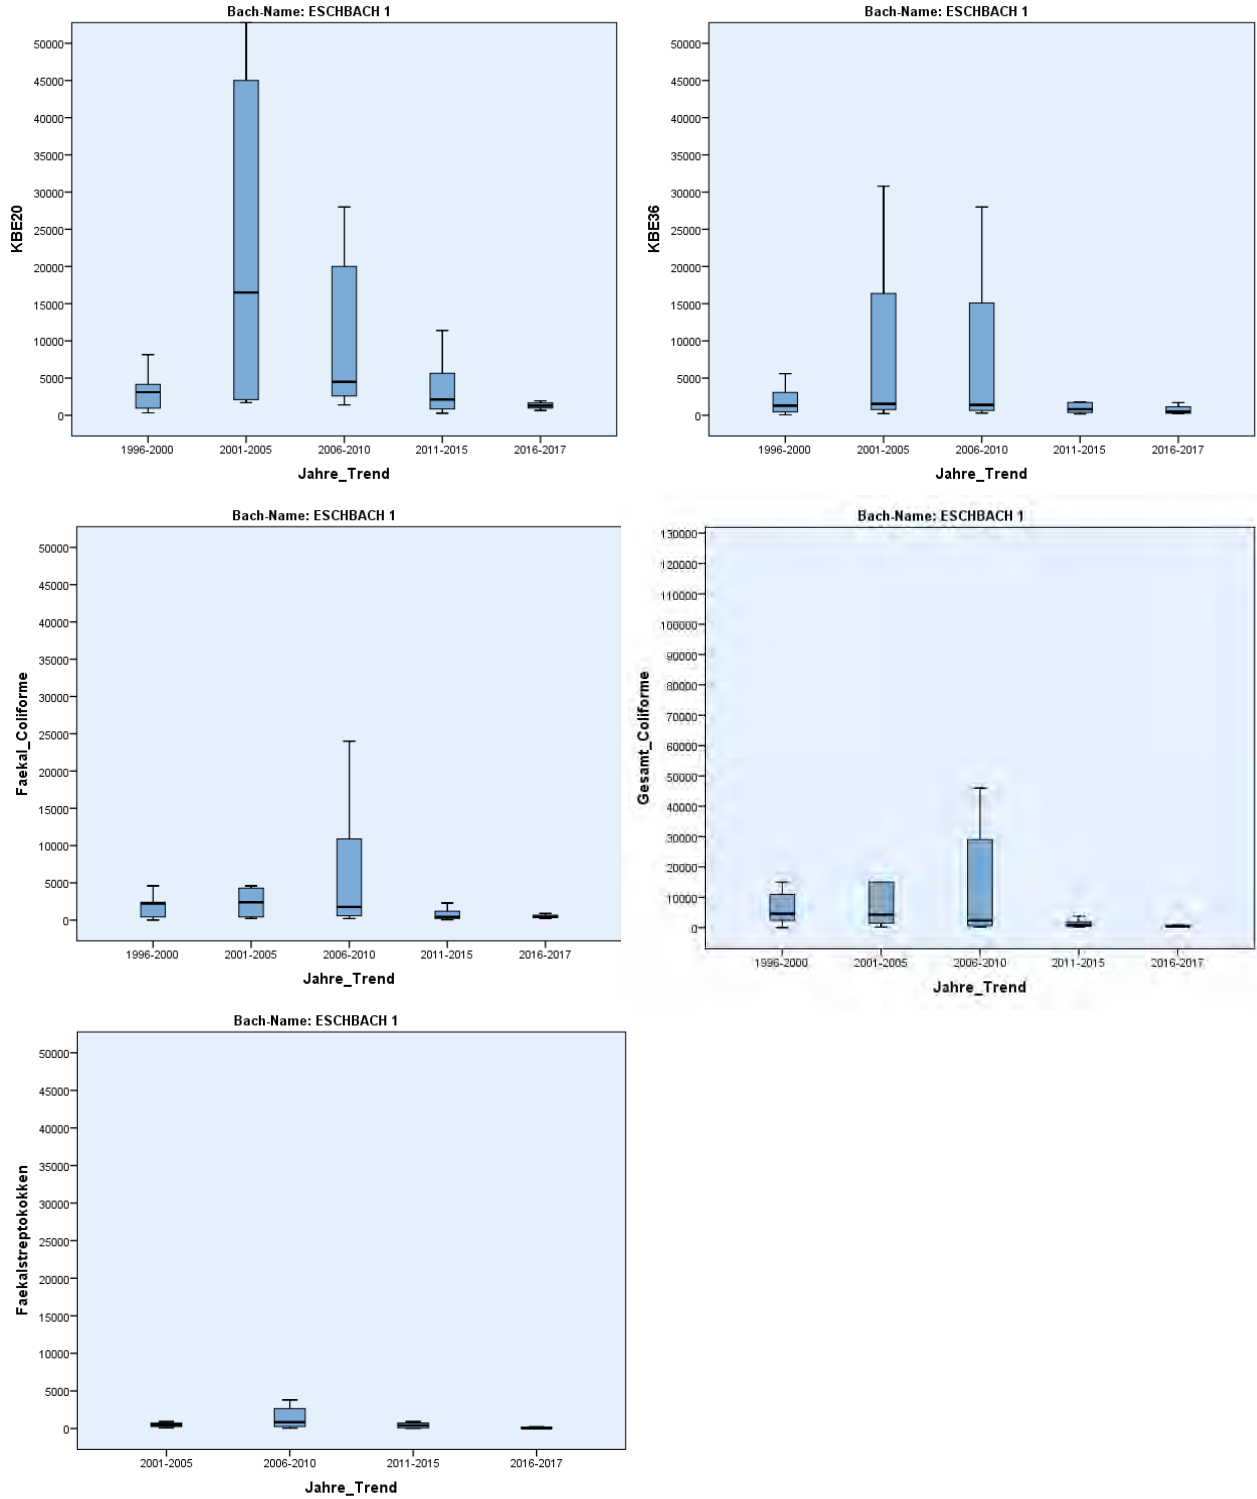 Bach-Name: ESCHBACH 1
KBE20
50000
45000
40000
35000
30000
25000
20000
15000
10000
5000
0
1996-2000 2001-2005 2006-2010 2011-2015 2016-2017
Jahre_Trend
Bach-Name: ESCHBACH 1
KBE36
50000
45000
40000
35000
30000
25000
20000
15000
10000
5000
0
1996-2000 2001-2005 2006-2010 2011-2015 2016-2017
Jahre_Trend
Bach-Name: ESCHBACH 1
Faekal_Coliforme
50000
45000
40000
35000
30000
25000
20000
15000
10000
5000
0
1996-2000 2001-2005 2006-2010 2011-2015 2016-2017
Jahre_Trend
Bach-Name: ESCHBACH 1
Gesamt_Coliforme
130000
120000
110000
100000
90000
80000
70000
60000
50000
40000
30000
20000
10000
0
1996-2000 2001-2005 2006-2010 2011-2015 2016-2017
Jahre_Trend
Bach-Name: ESCHBACH 1
Faekalstreptokokken
50000
45000
40000
35000
30000
25000
20000
15000
10000
5000
0
2001-2005 2006-2010 2011-2015 2016-2017
Jahre_Trend